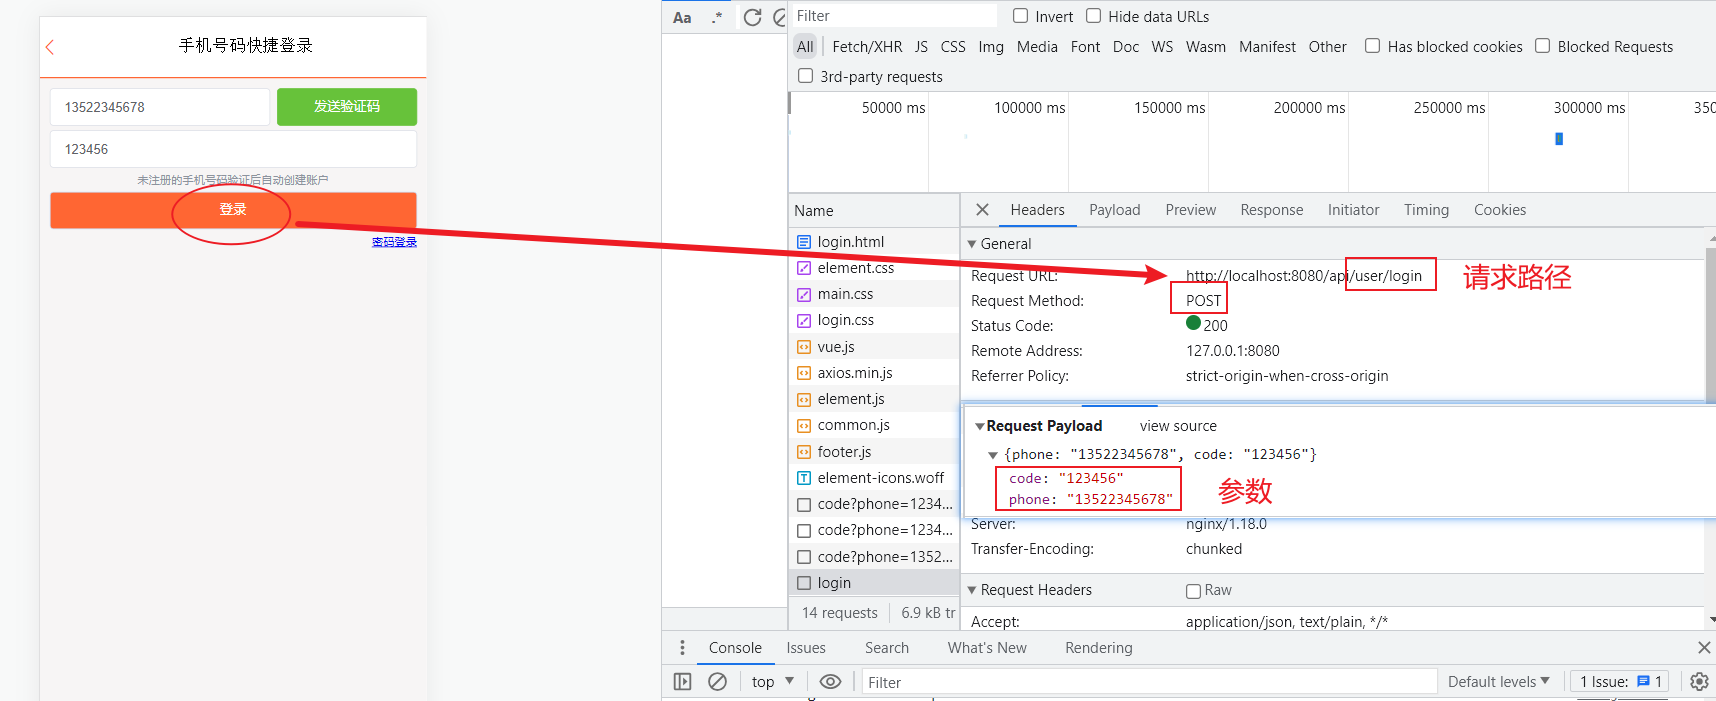 手机号码快捷登录
13522345678
发送验证码
123456
未注册的手机号码验证后自动创建账户
登录
密码登录
Aa .*
Filter
Invert
Hide data URLs
All Fetch/XHR JS CSS Img Media Font Doc WS Wasm Manifest Other
Has blocked cookies
Blocked Requests
3rd-party requests
50000 ms 100000 ms 150000 ms 200000 ms 250000 ms 300000 ms 350
Name
login.html
element.css
main.css
login.css
vue.js
axios.min.js
element.js
common.js
footer.js
element-icons.woff
code?phone=1234...
code?phone=1234...
code?phone=1352...
login
14 requests 6.9 kB tr
Headers Payload Preview Response Initiator Timing Cookies
General
Request URL: http://localhost:8080/api/user/login
请求路径
Request Method: POST
Status Code: 200
Remote Address: 127.0.0.1:8080
Referrer Policy: strict-origin-when-cross-origin
Request Payload view source
{phone: "13522345678", code: "123456"}
code: "123456"
phone: "13522345678"
参数
Server: nginx/1.18.0
Transfer-Encoding: chunked
Request Headers Raw
Accept: application/json, text/plain, */*
Console Issues Search What's New Rendering
top Filter Default levels 1 Issue: 1